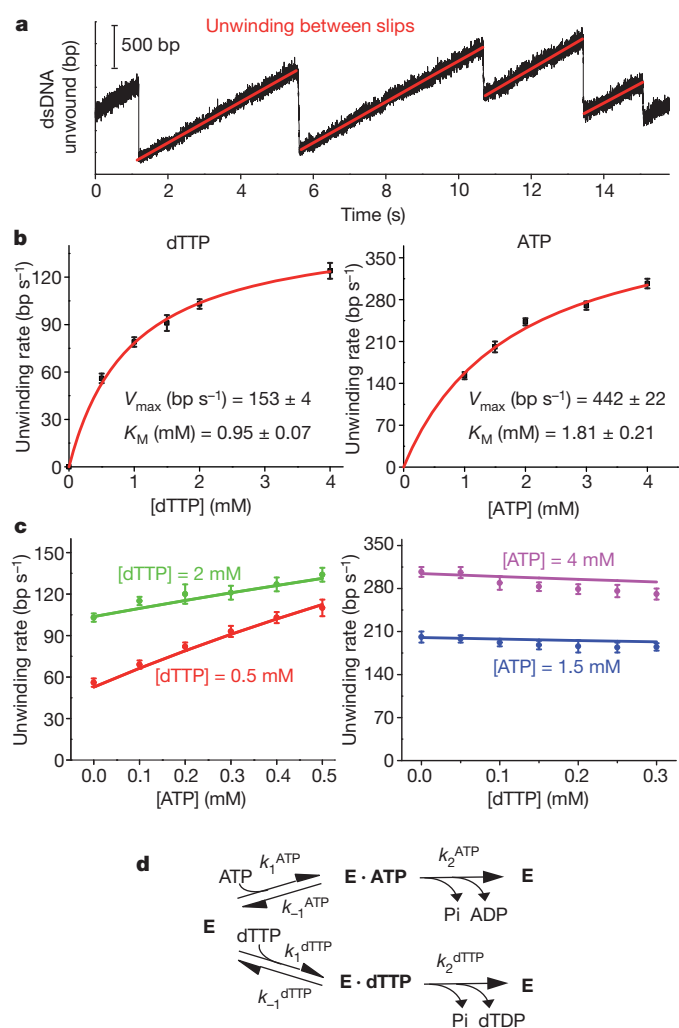 a
500 bp
Unwinding between slips
dsDNA
unwound (bp)
0 2 4 6 8 10 12 14
Time (s)
b
dTTP
Unwinding rate (bp s⁻¹)
120
90
60
30
0
Vmax (bp s⁻¹) = 153 ± 4
KM (mM) = 0.95 ± 0.07
0 1 2 3 4
[dTTP] (mM)
ATP
Unwinding rate (bp s⁻¹)
350
280
210
140
70
0
Vmax (bp s⁻¹) = 442 ± 22
KM (mM) = 1.81 ± 0.21
0 1 2 3 4
[ATP] (mM)
c
Unwinding rate (bp s⁻¹)
150
120
90
60
30
0
[dTTP] = 2 mM
[dTTP] = 0.5 mM
0.0 0.1 0.2 0.3 0.4 0.5
[ATP] (mM)
Unwinding rate (bp s⁻¹)
350
280
210
140
70
0
[ATP] = 4 mM
[ATP] = 1.5 mM
0.0 0.1 0.2 0.3
[dTTP] (mM)
d
ATP k₁ᴬᵀᴾ E · ATP k₂ᴬᵀᴾ E
k₋₁ᴬᵀᴾ
Pi ADP
E
dTTP k₁ᵈᵀᵀᴾ E · dTTP k₂ᵈᵀᵀᴾ E
k₋₁ᵈᵀᵀᴾ
Pi dTDP